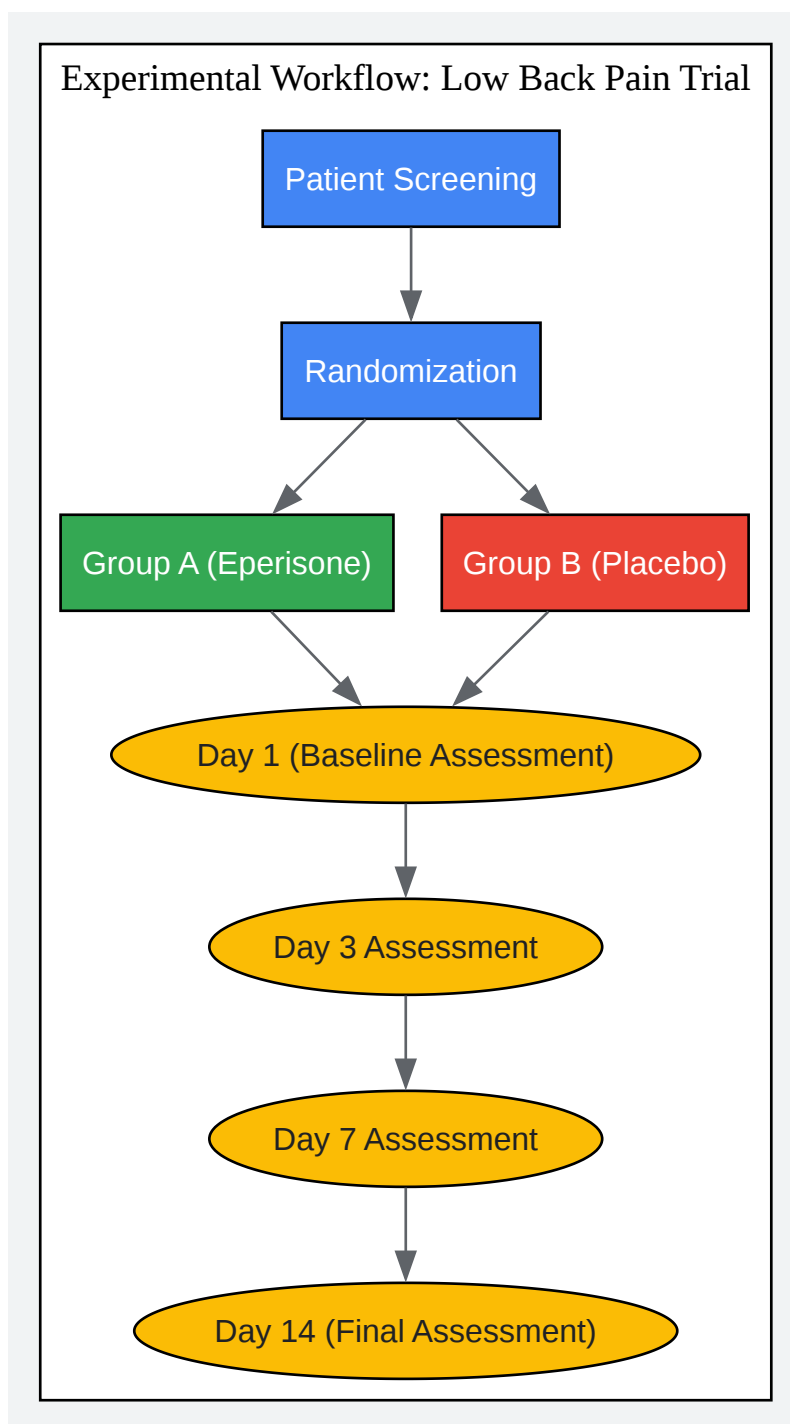 Experimental Workflow: Low Back Pain Trial
Patient Screening
Randomization
Group A (Eperisone)
Group B (Placebo)
Day 1 (Baseline Assessment)
Day 3 Assessment
Day 7 Assessment
Day 14 (Final Assessment)